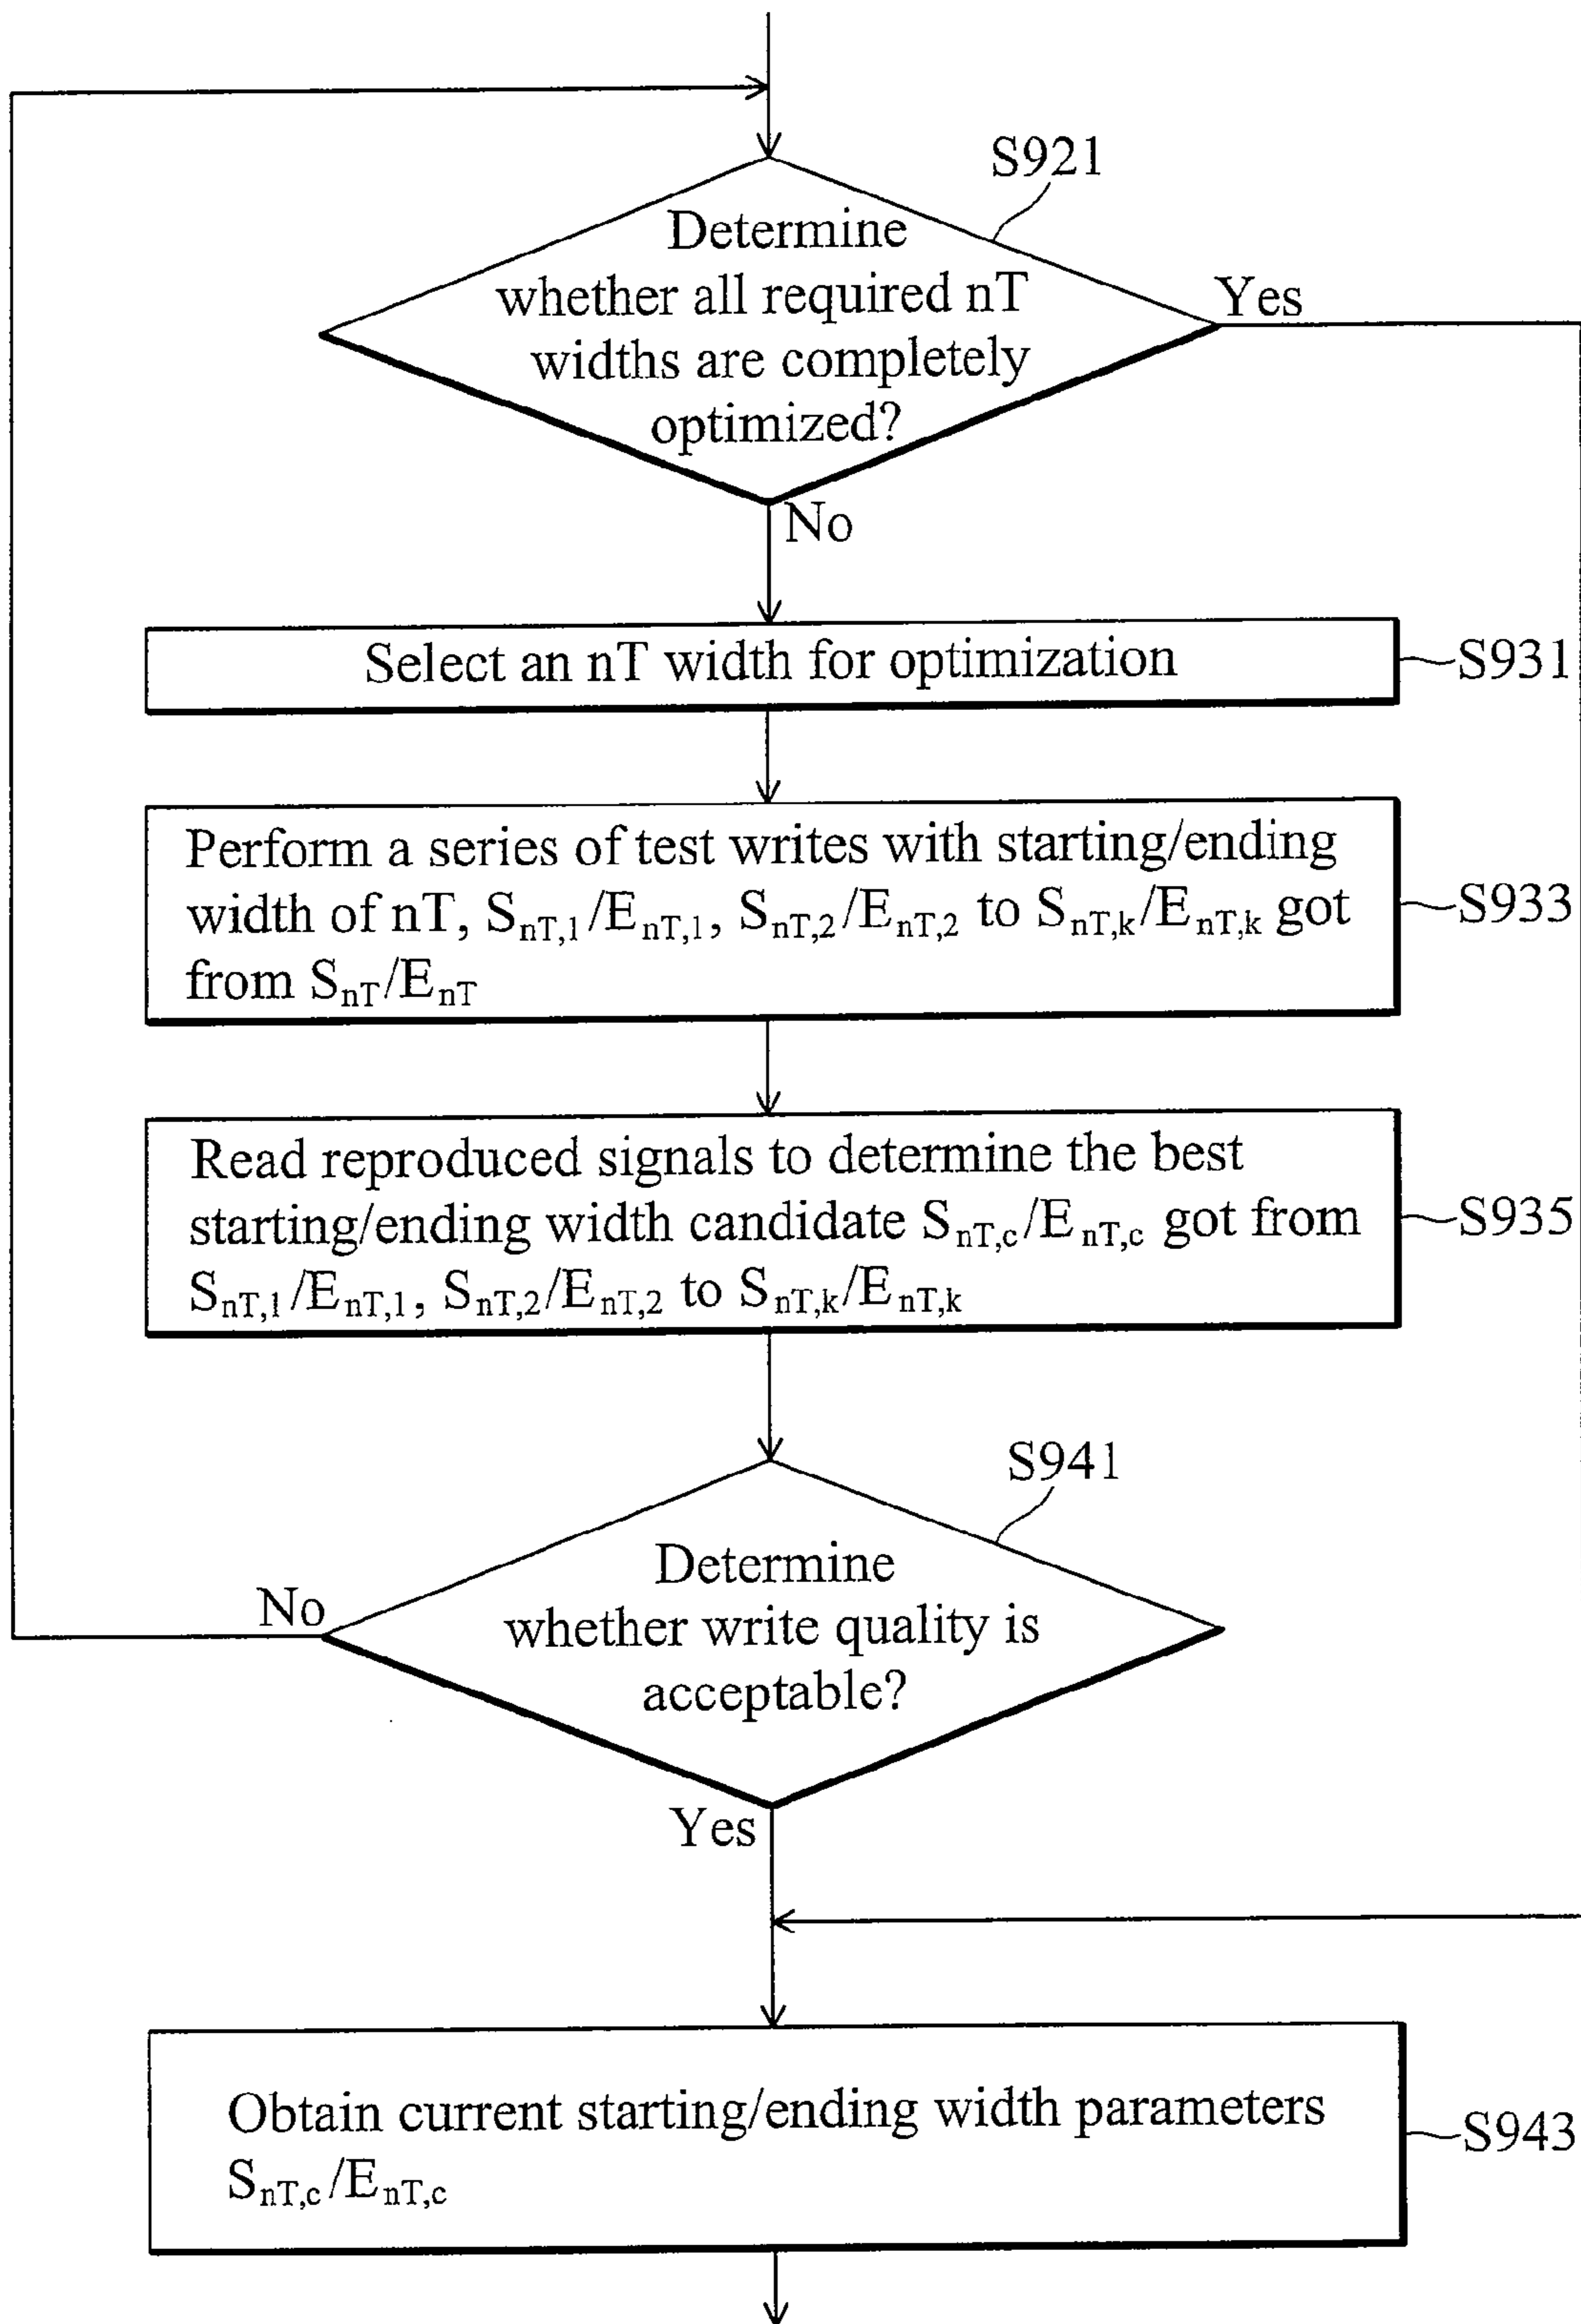 S921
Determine
whether all required nT
widths are completely
optimized?
Yes
No
Select an nT width for optimization
S931
Perform a series of test writes with starting/ending
width of nT, SnT,1/EnT,1, SnT,2/EnT,2 to SnT,k/EnT,k got
from SnT/EnT
S933
Read reproduced signals to determine the best
starting/ending width candidate SnT,c/EnT,c got from
SnT,1/EnT,1, SnT,2/EnT,2 to SnT,k/EnT,k
S935
S941
Determine
whether write quality is
acceptable?
No
Yes
Obtain current starting/ending width parameters
SnT,c/EnT,c
S943